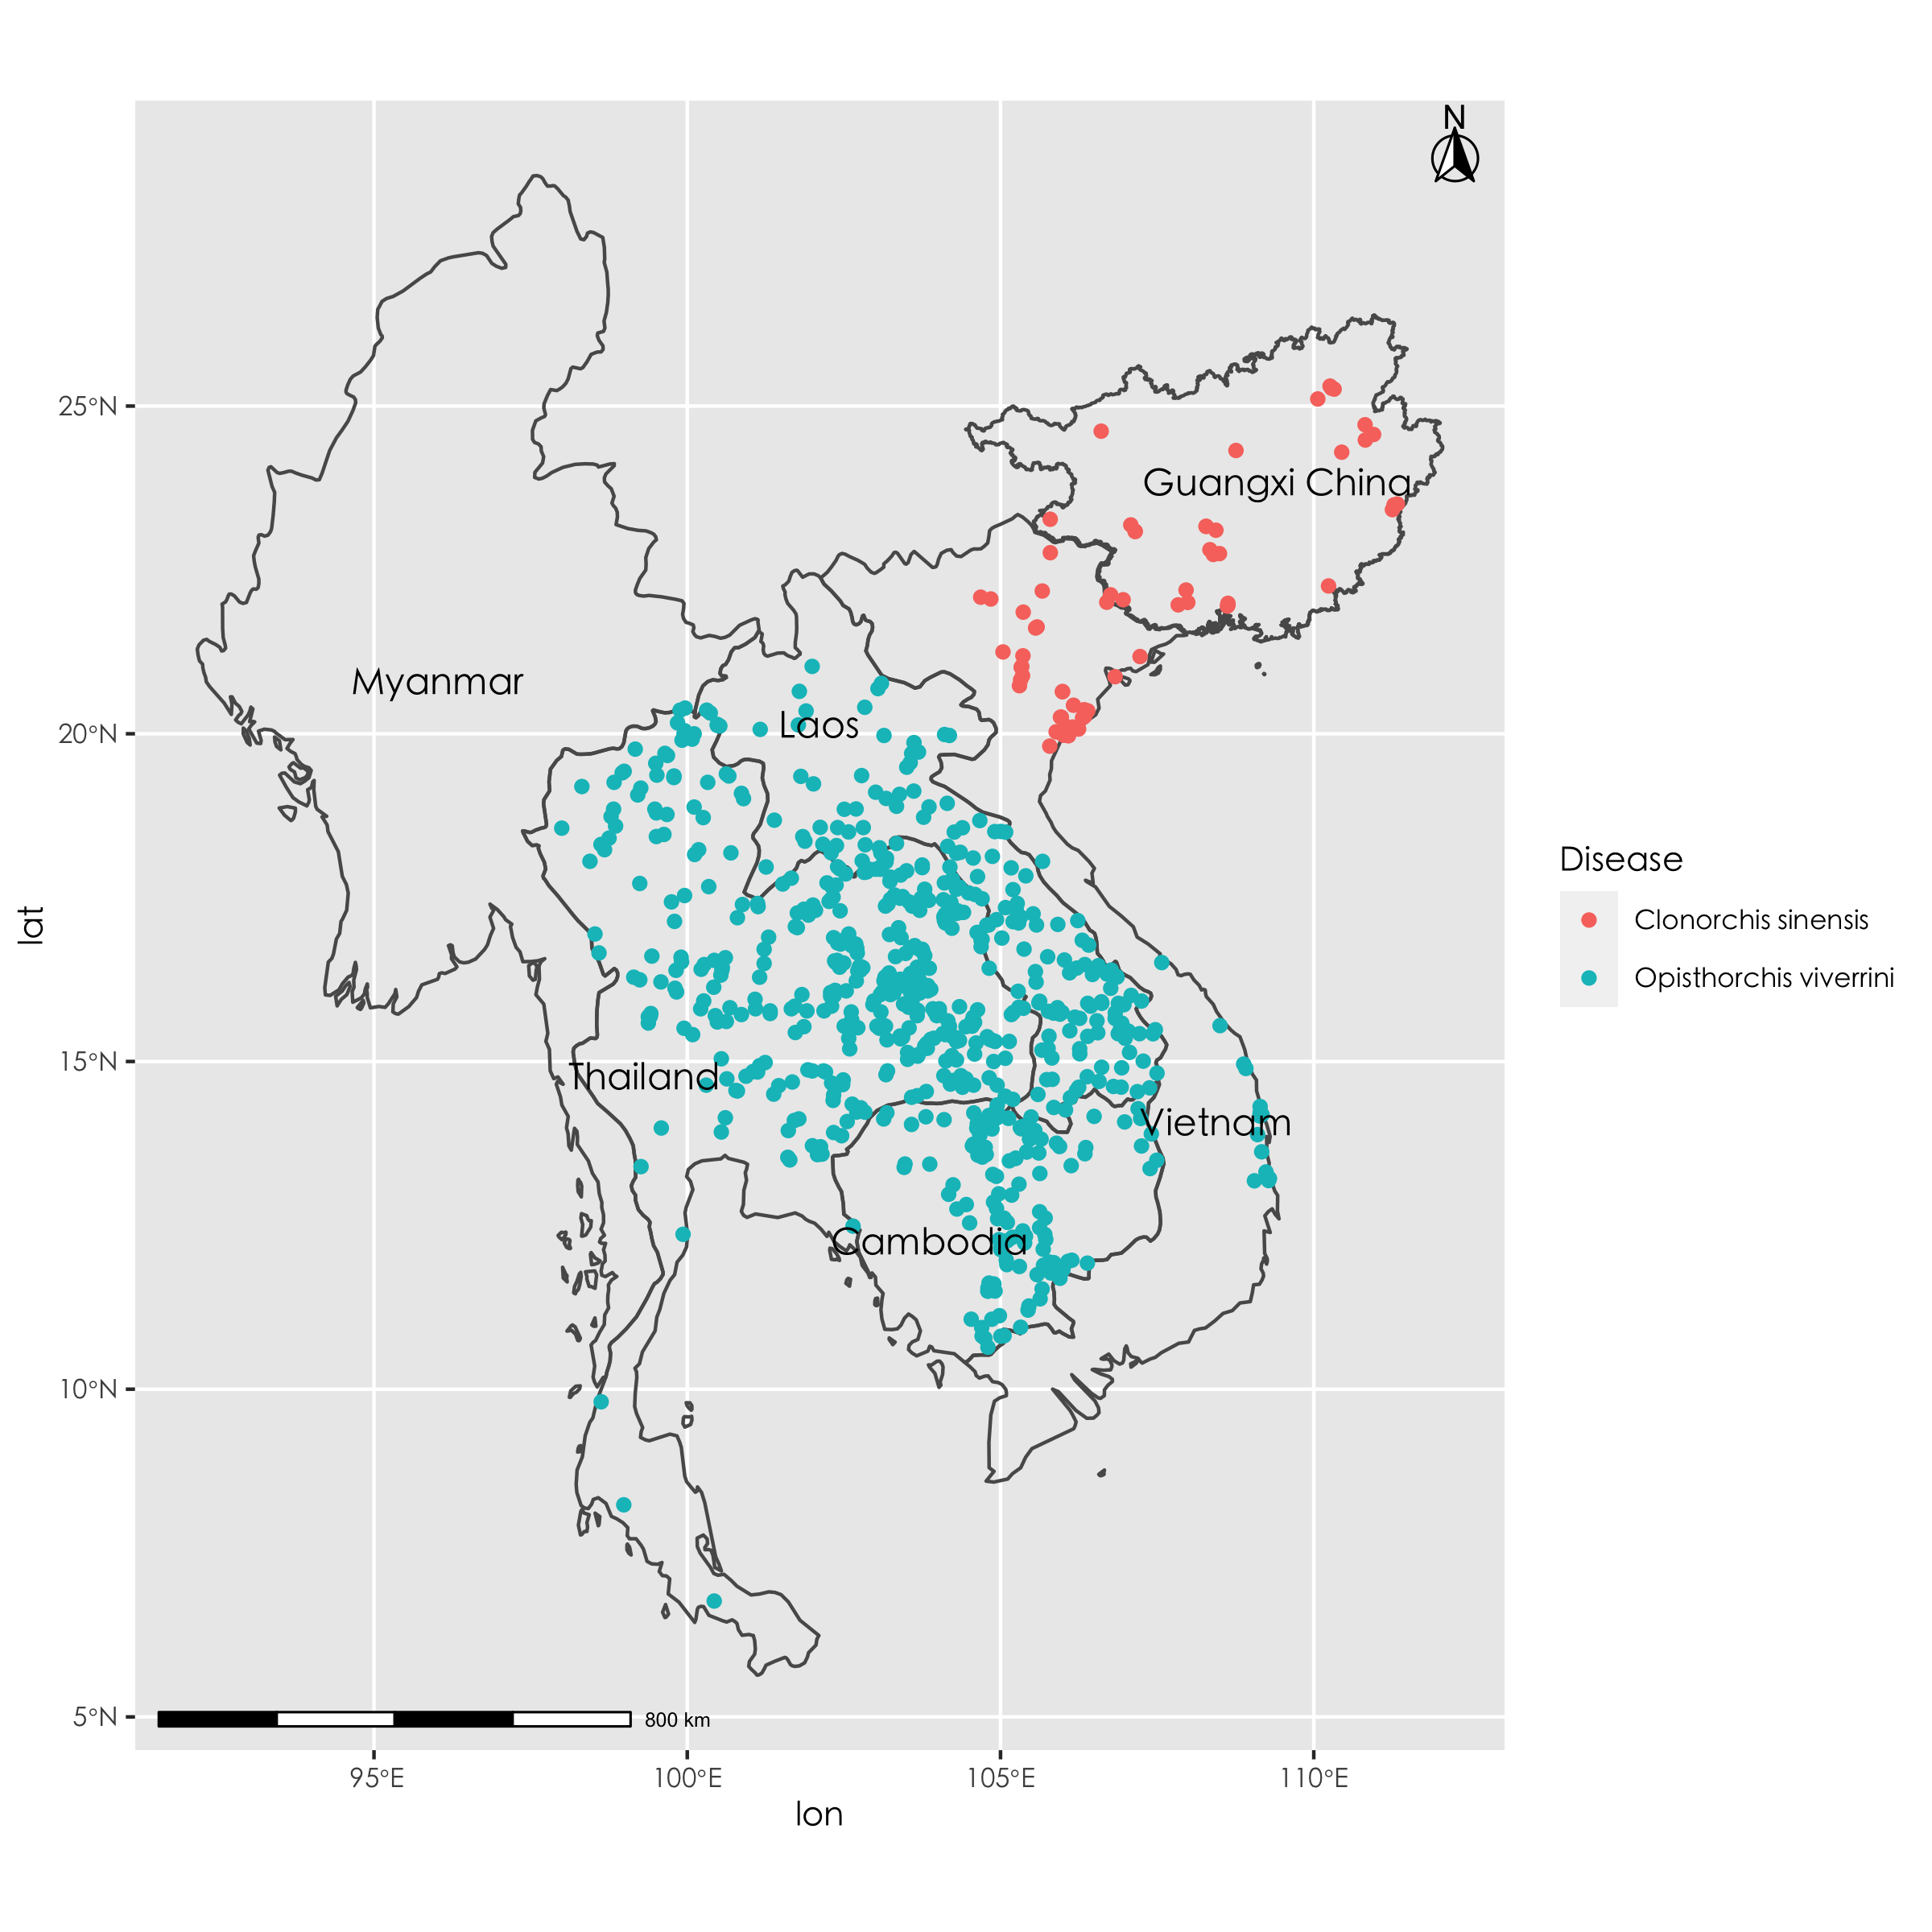 N
25°N
20°N
15°N
10°N
5°N
lat
Guangxi China
Myanmar
Laos
Thailand
Vietnam
Cambodia
800 km
95°E
100°E
105°E
110°E
lon
Disease
Clonorchis sinensis
Opisthorchis viverrini